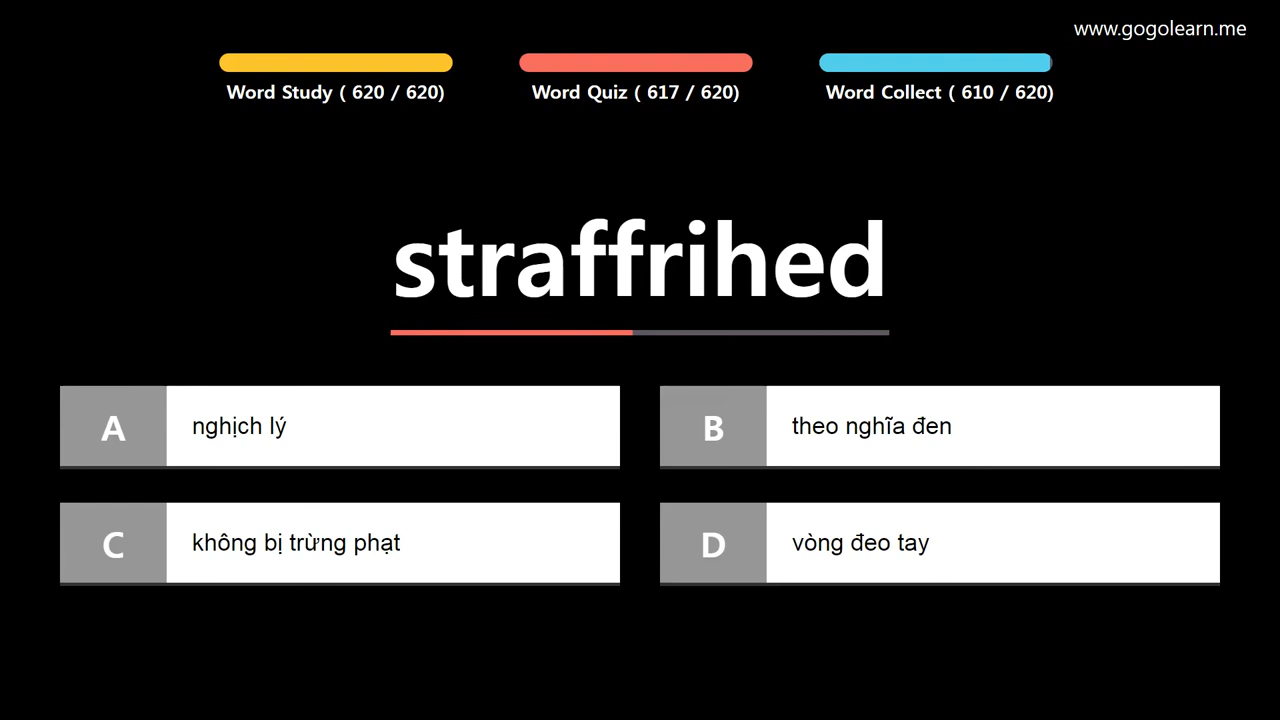 www.gogolearn.me
Word Study ( 620 / 620)
Word Quiz ( 617 / 620)
Word Collect ( 610 / 620)
straffrihed
A
nghịch lý
B
theo nghĩa đen
C
không bị trừng phạt
D
vòng đeo tay